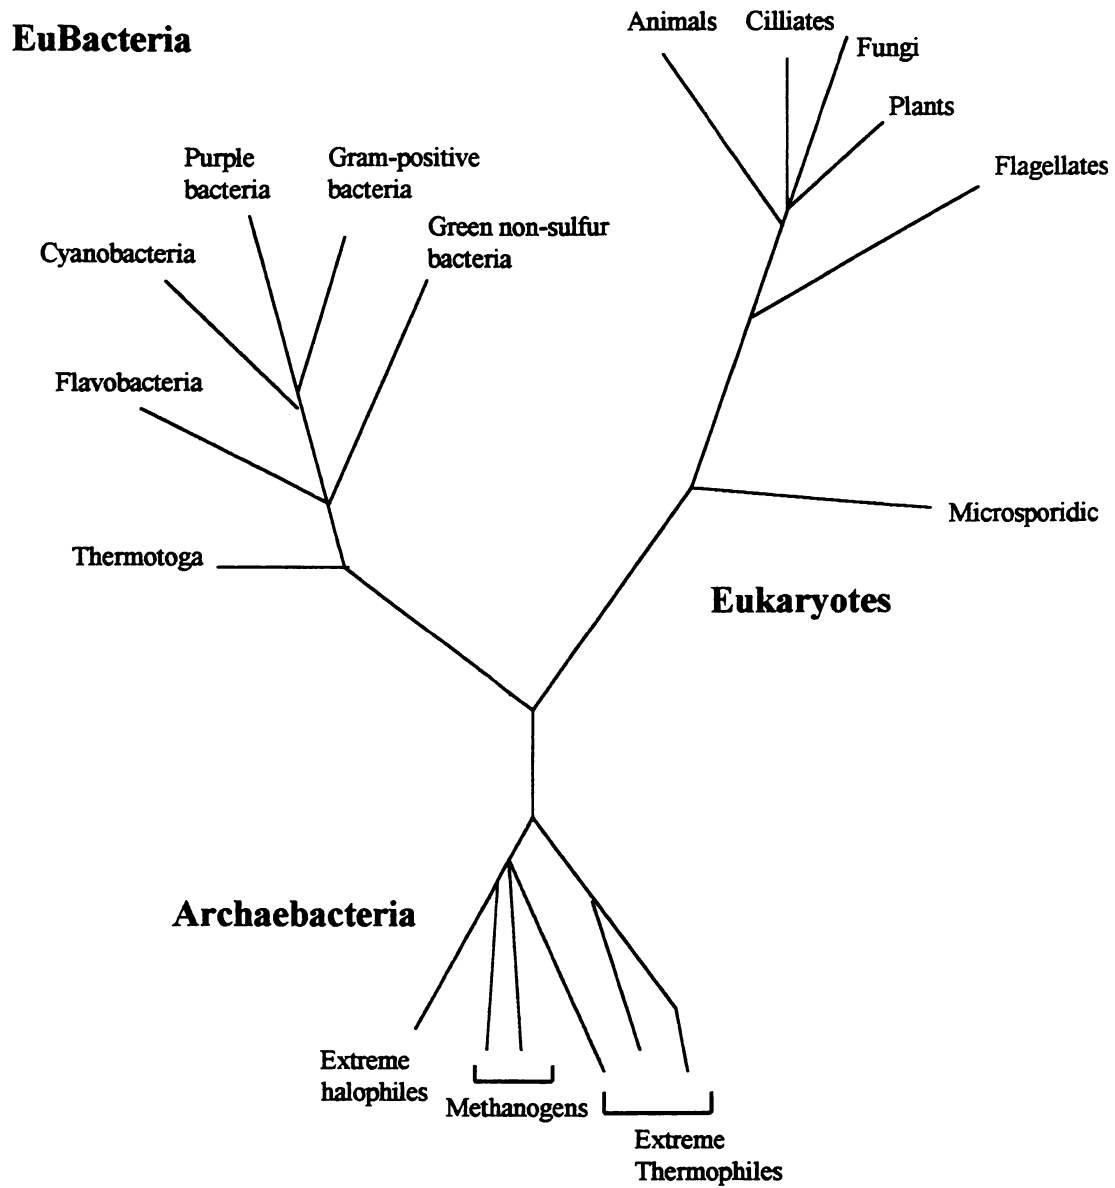 EuBacteria
Animals
Cilliates
Fungi
Plants
Flagellates
Purple
bacteria
Gram-positive
bacteria
Green non-sulfur
bacteria
Cyanobacteria
Flavobacteria
Thermotoga
Microsporidic
Eukaryotes
Archaebacteria
Extreme
halophiles
Methanogens
Extreme
Thermophiles